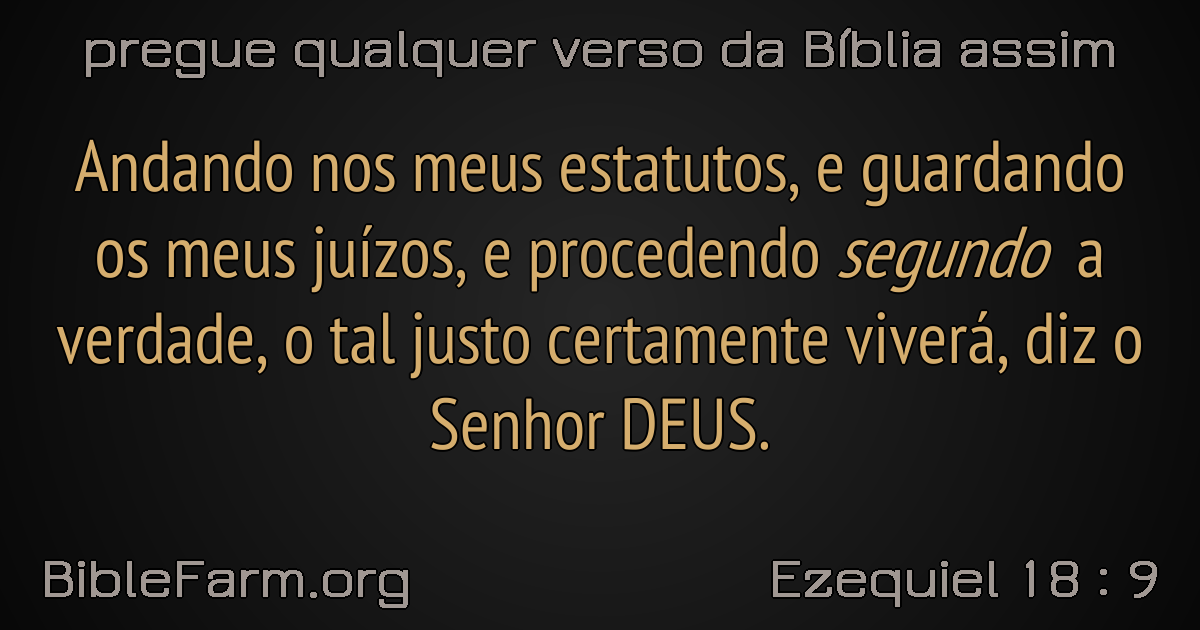 pregue qualquer verso da Bíblia assim
Andando nos meus estatutos, e guardando
os meus juízos, e procedendo segundo a
verdade, o tal justo certamente viverá, diz o
Senhor DEUS.
BibleFarm.org
Ezequiel 18 : 9